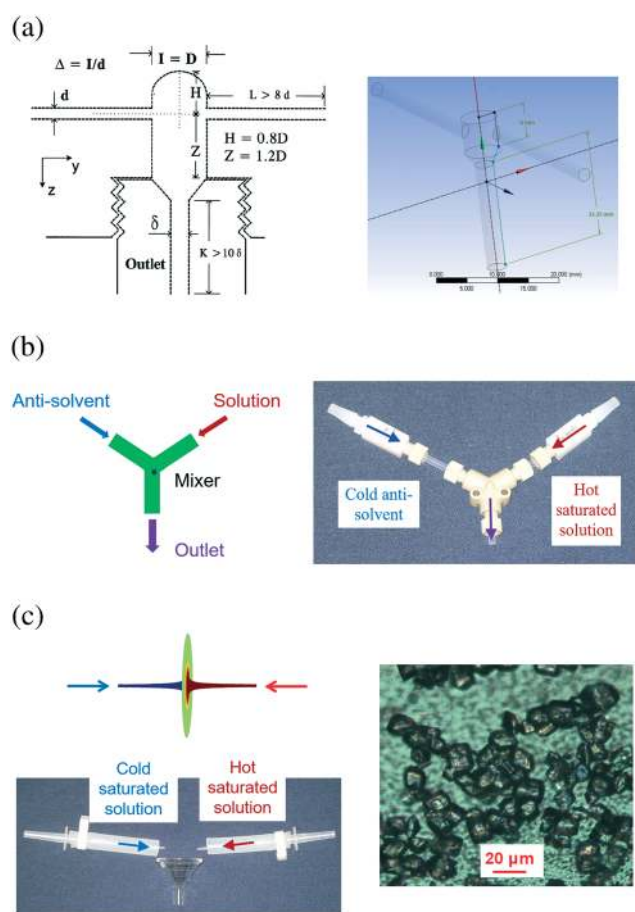 (a)
Δ = I/d
I = D
d
H
L > 8 d
H = 0.8D
Z = 1.2D
Z
y
z
δ
K > 10 δ
Outlet
0.000
10.000
20.000 (mm)
5.000
15.000
(b)
Anti-solvent
Solution
Mixer
Outlet
Cold anti-
solvent
Hot
saturated
solution
(c)
Cold
saturated
solution
Hot
saturated
solution
20 µm